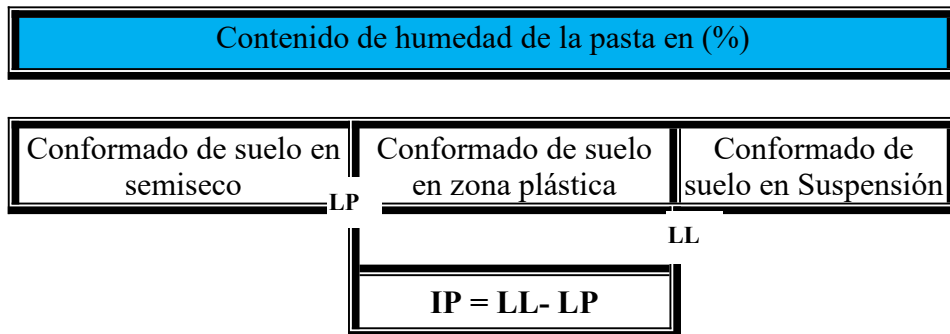 Contenido de humedad de la pasta en (%)
Conformado de suelo en
semiseco
Conformado de suelo
en zona plástica
Conformado de
suelo en Suspensión
LP
LL
IP = LL- LP